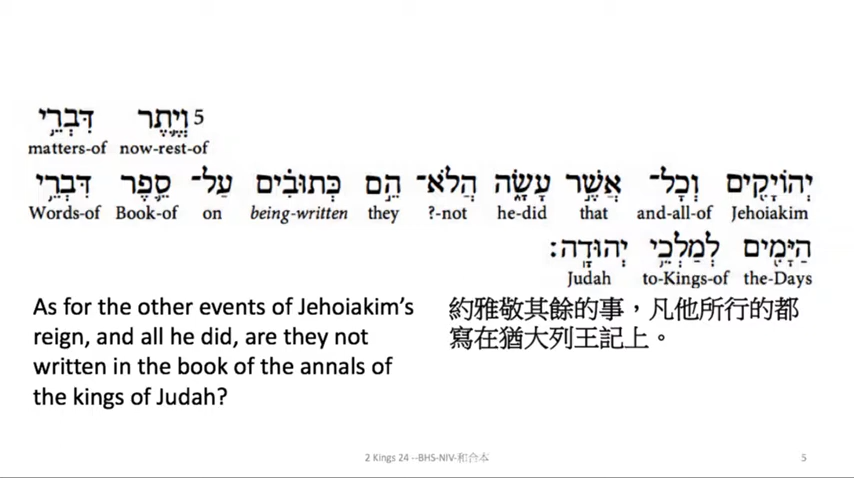 5 וְיֶ֛תֶר דִּבְרֵ֥י
matters-of now-rest-of
יְהוֹיָקִ֖ים וְכָל־ אֲשֶׁ֣ר עָשָׂ֑ה הֲלֹא־ הֵ֣ם כְּתוּבִ֗ים עַל־ סֵ֛פֶר דִּבְרֵ֥י
Words-of Book-of on being-written they ?-not he-did that and-all-of Jehoiakim
הַיָּמִ֖ים לְמַלְכֵ֥י יְהוּדָֽה׃
Judah to-Kings-of the-Days
As for the other events of Jehoiakim’s
reign, and all he did, are they not
written in the book of the annals of
the kings of Judah?
約雅敬其餘的事，凡他所行的都
寫在猶大列王記上。
2 Kings 24 --BHS-NIV-和合本
5